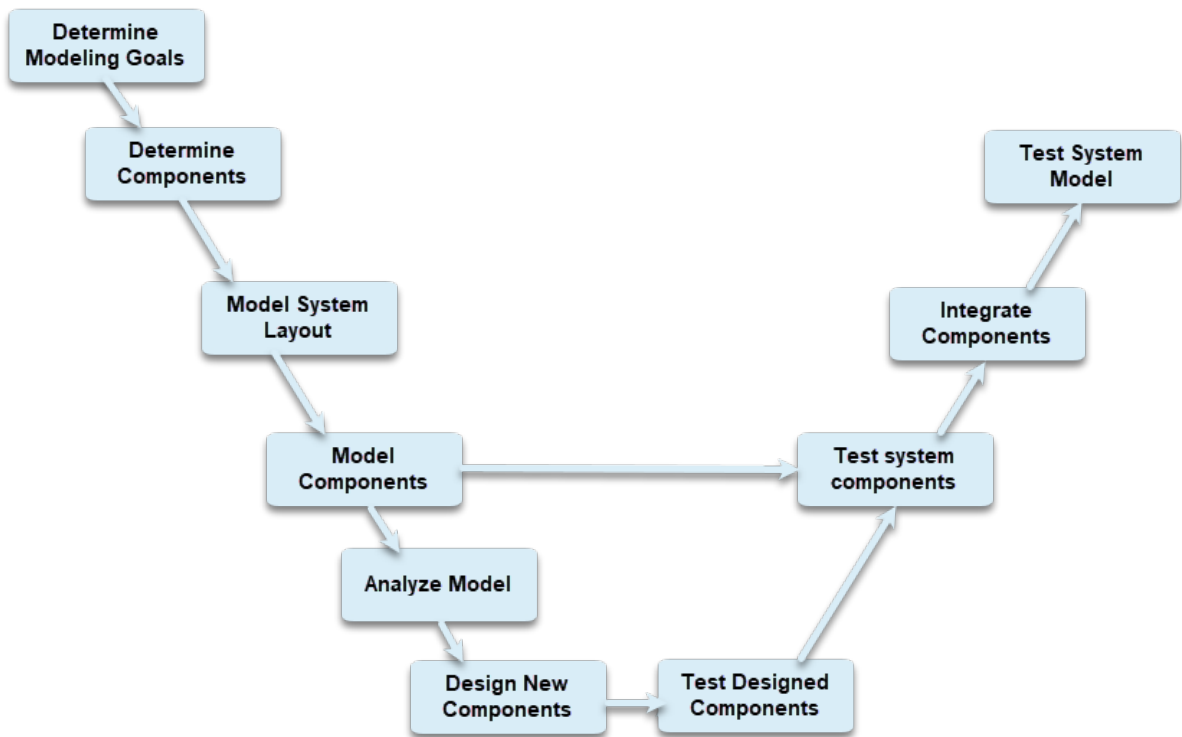 Determine
Modeling Goals
Determine
Components
Test System
Model
Model System
Layout
Integrate
Components
Model
Components
Test system
components
Analyze Model
Design New
Components
Test Designed
Components